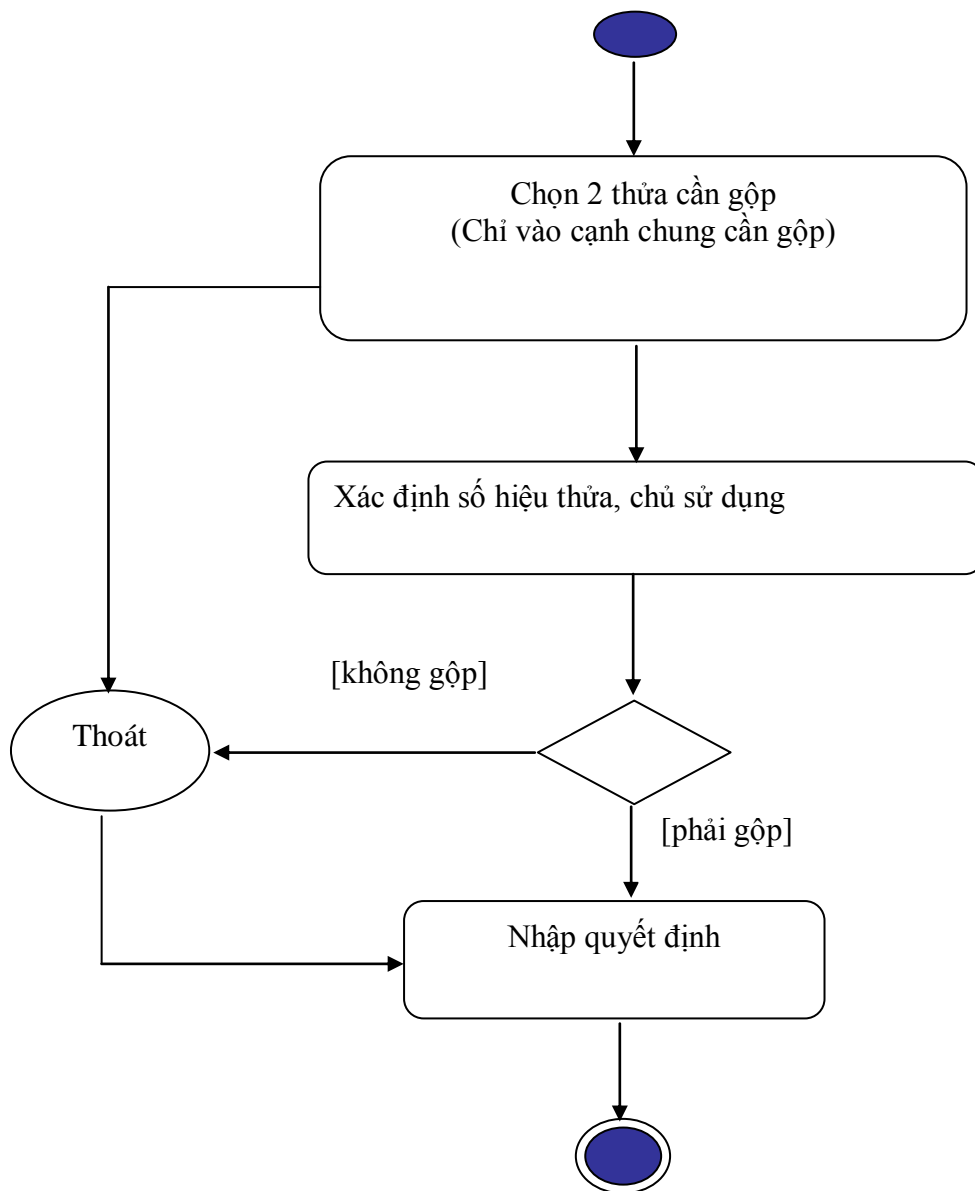 Chọn 2 thửa cần gộp
(Chỉ vào cạnh chung cần gộp)
Xác định số hiệu thửa, chủ sử dụng
[không gộp]
Thoát
[phải gộp]
Nhập quyết định